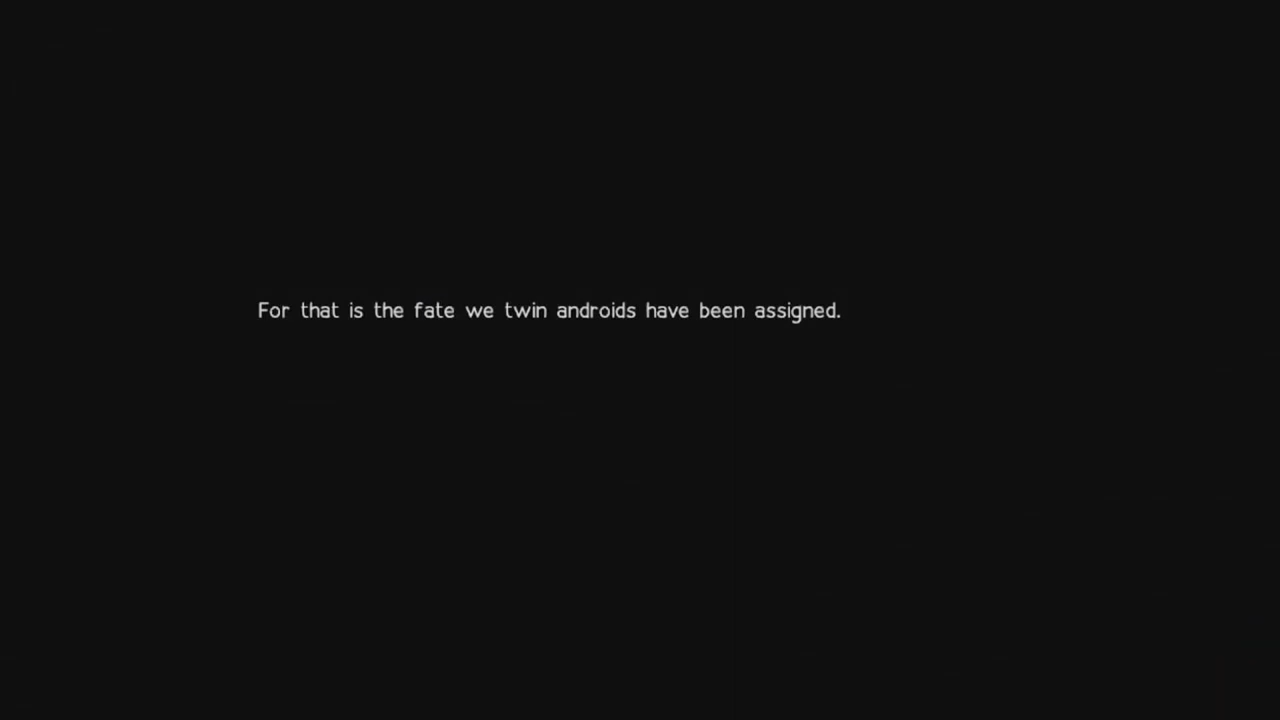 For that is the fate we twin androids have been assigned.